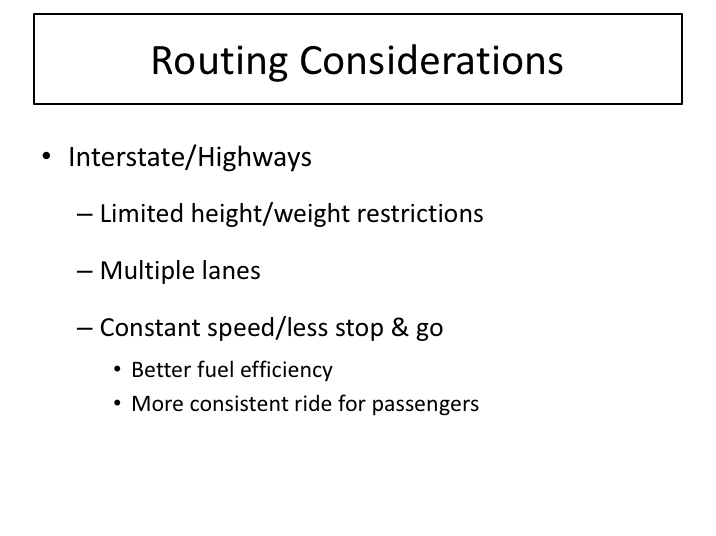 Routing Considerations
• Interstate/Highways
– Limited height/weight restrictions
– Multiple lanes
– Constant speed/less stop & go
• Better fuel efficiency
• More consistent ride for passengers